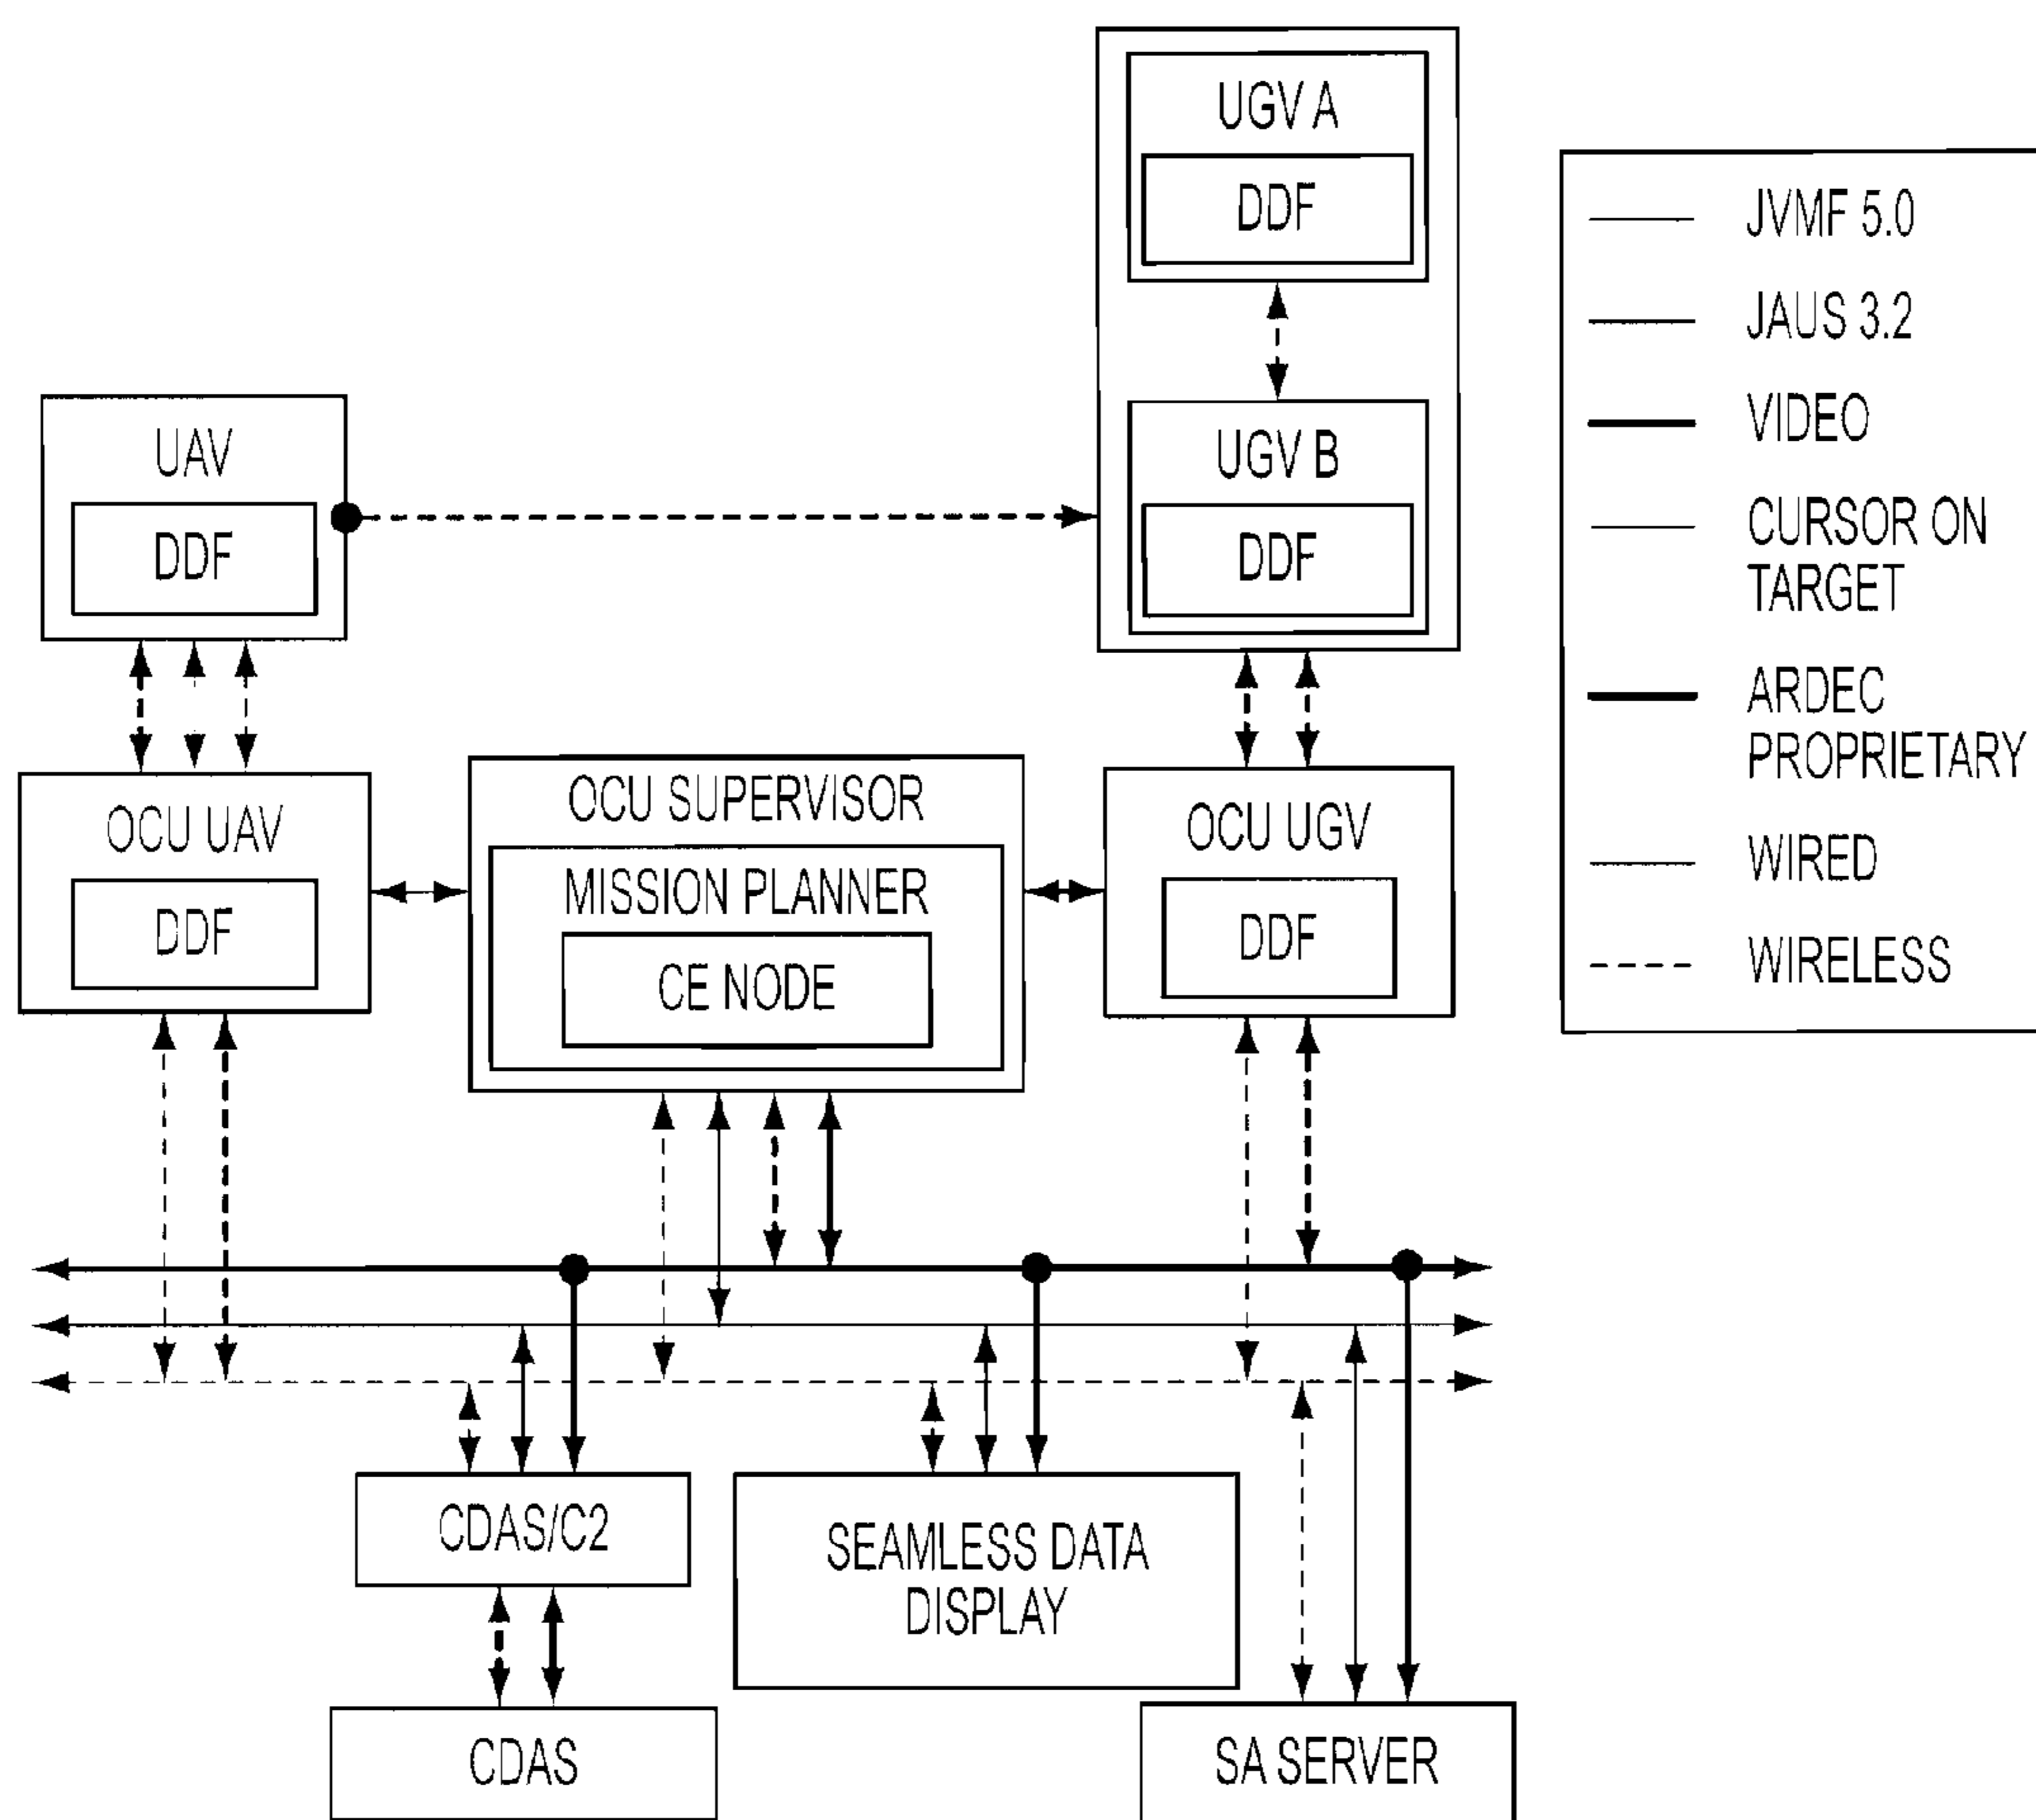 UGV A
DDF
UGV B
DDF
UAV
DDF
OCU UAV
DDF
OCU SUPERVISOR
MISSION PLANNER
CE NODE
OCU UGV
DDF
CDAS/C2
SEAMLESS DATA
DISPLAY
CDAS
SA SERVER
JVMF 5.0
JAUS 3.2
VIDEO
CURSOR ON
TARGET
ARDEC
PROPRIETARY
WIRED
WIRELESS